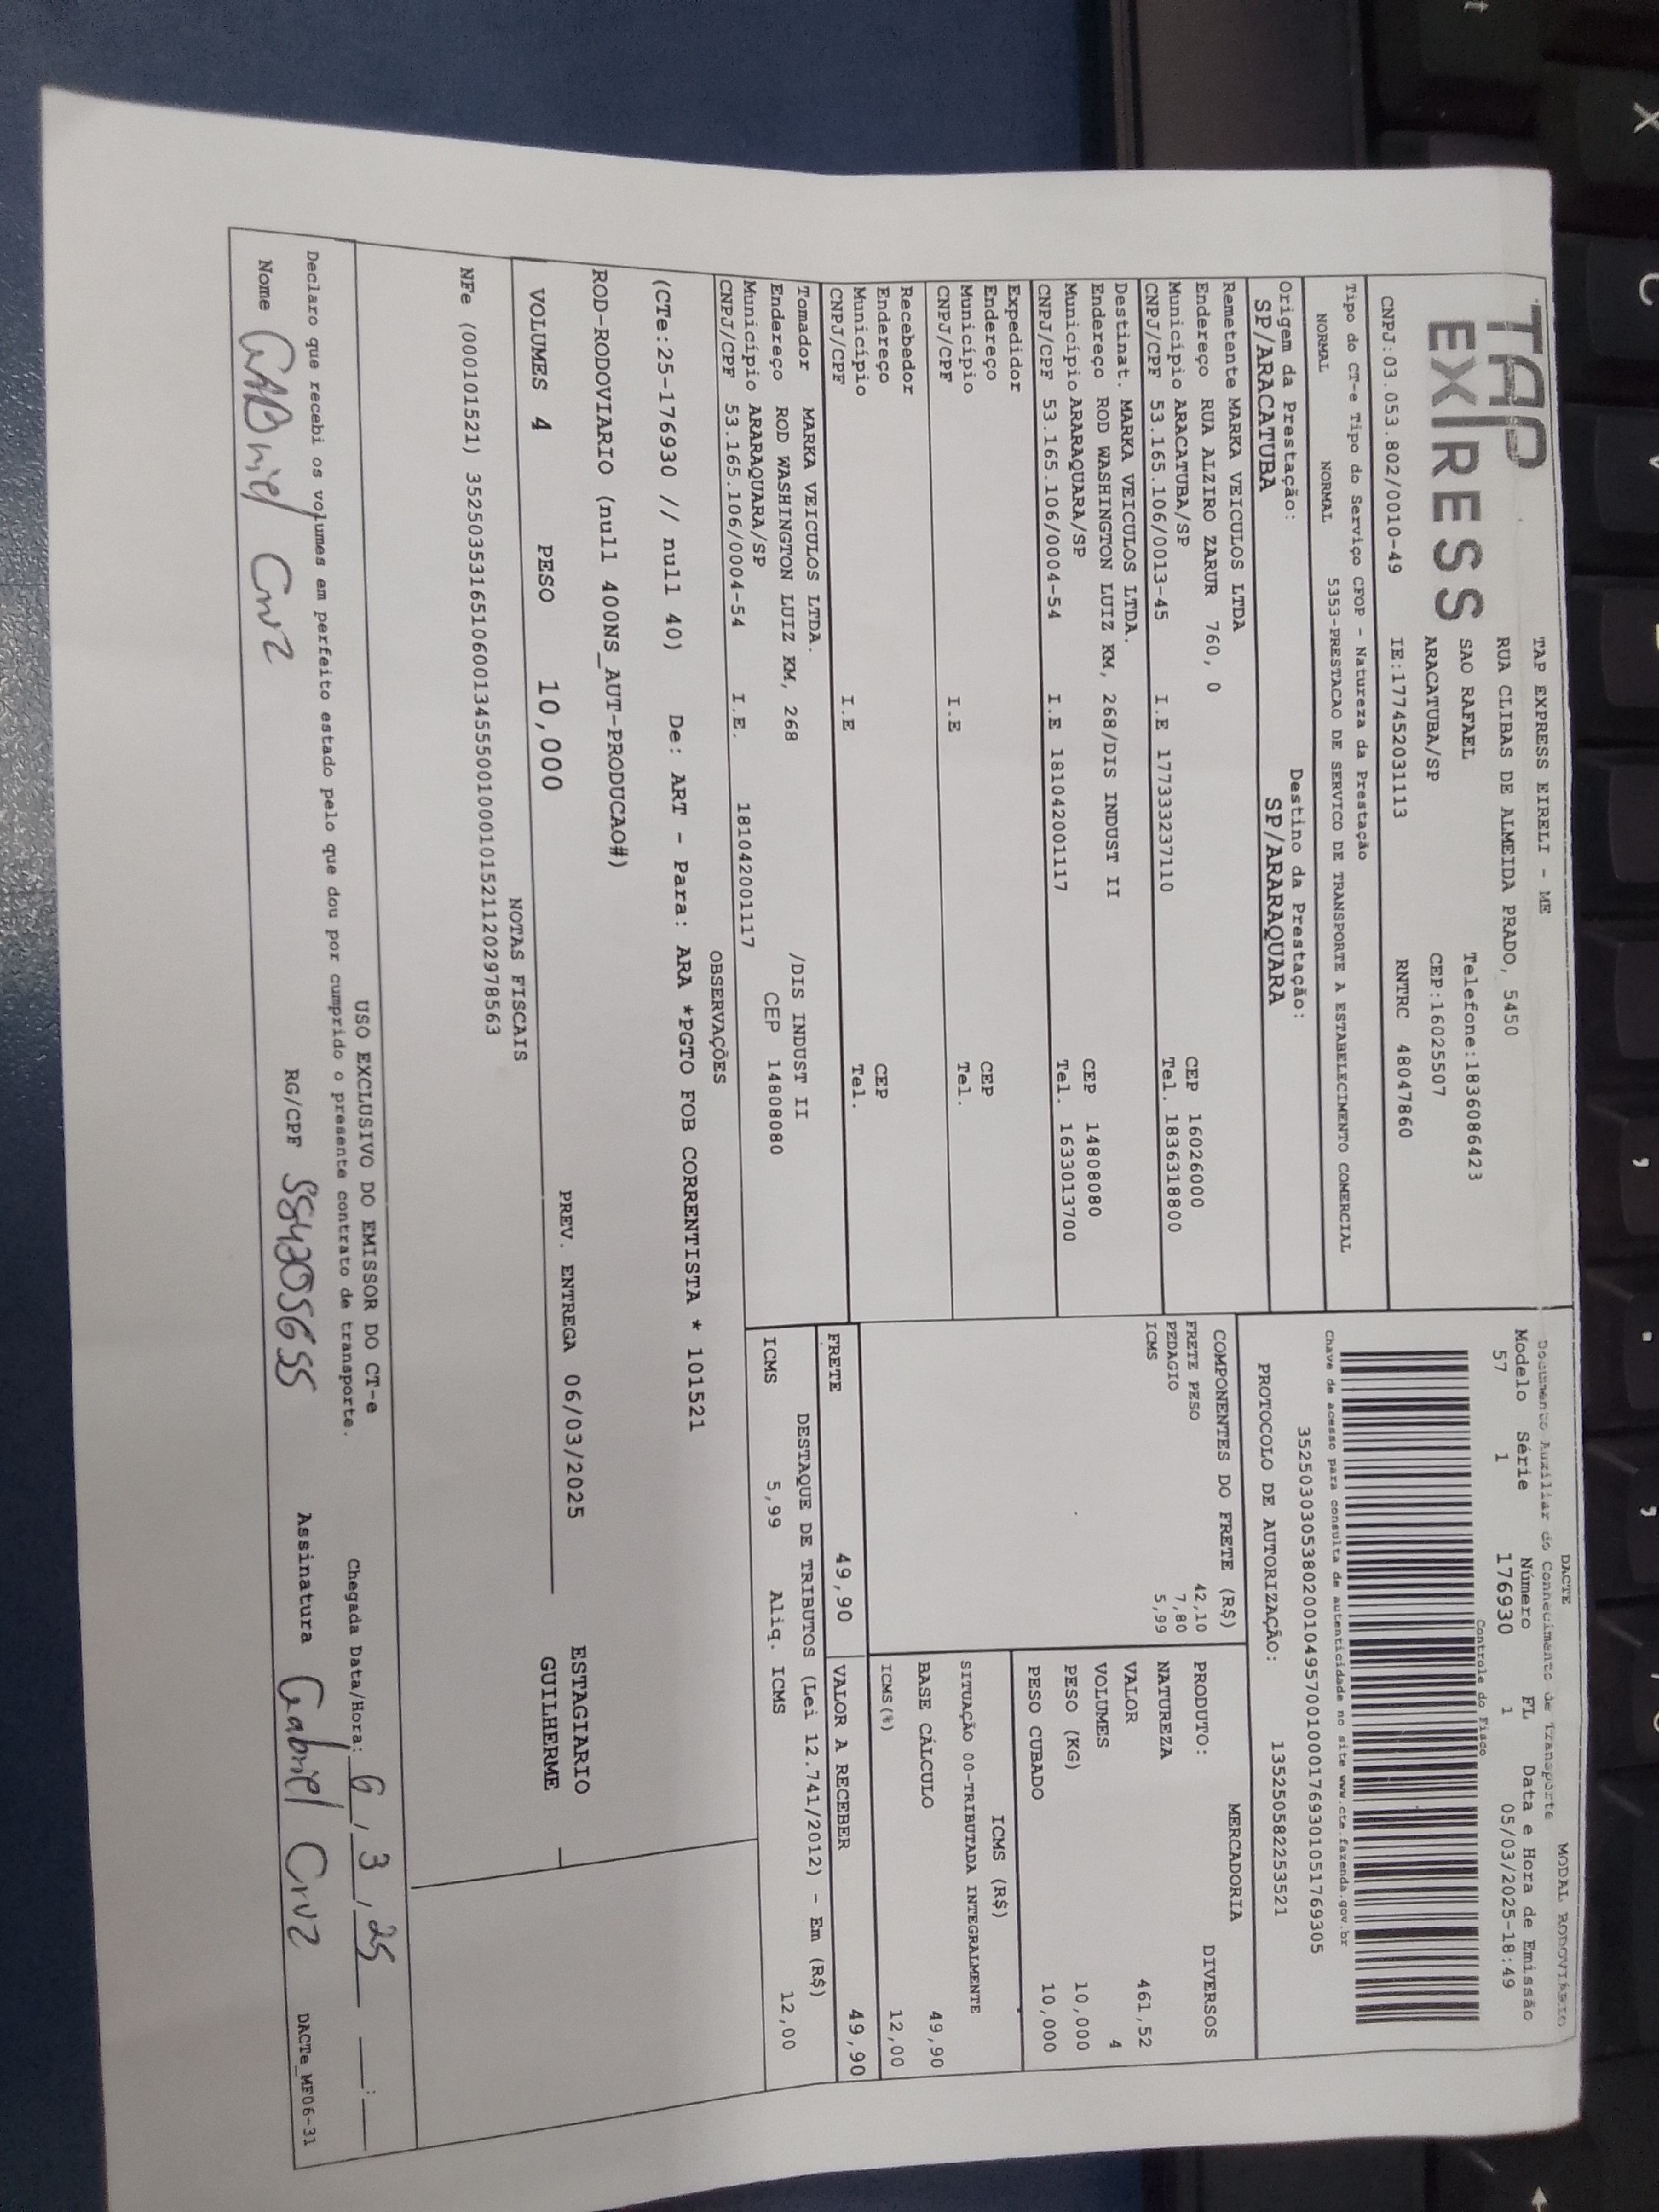 TAP
EXPRESS
TAP EXPRESS EIRELI - ME
RUA CLIBAS DE ALMEIDA PRADO, 5450
SAO RAFAEL Telefone:1836086423
ARACATUBA/SP CEP:16025507
CNPJ:03.053.802/0010-49 IE:177452031113 RNTRC 48047860
DACTE MODAL RODOVIÁRIO
Documento Auxiliar do Conhecimento de Transporte
Modelo Série Número FL Data e Hora de Emissão
57 1 176930 1 05/03/2025-18:49
Controle do Fisco
Chave de acesso para consulta de autenticidade no site www.cte.fazenda.gov.br
35250303053802001049570010001769301051769305
PROTOCOLO DE AUTORIZAÇÃO: 135250582253521
Tipo do CT-e Tipo do Serviço CFOP - Natureza da Prestação
NORMAL NORMAL 5353-PRESTACAO DE SERVICO DE TRANSPORTE A ESTABELECIMENTO COMERCIAL
Origem da Prestação: Destino da Prestação:
SP/ARACATUBA SP/ARARAQUARA
Remetente MARKA VEICULOS LTDA
Endereço RUA ALZIRO ZARUR 760, 0 CEP 16026000
Município ARACATUBA/SP Tel. 1836318800
CNPJ/CPF 53.165.106/0013-45 I.E 177333237110
Destinat. MARKA VEICULOS LTDA.
Endereço ROD WASHINGTON LUIZ KM, 268/DIS INDUST II CEP 14808080
Município ARARAQUARA/SP Tel. 1633013700
CNPJ/CPF 53.165.106/0004-54 I.E 181042001117
Expedidor
Endereço CEP
Município Tel.
CNPJ/CPF I.E
Recebedor
Endereço CEP
Município Tel.
CNPJ/CPF I.E
Tomador MARKA VEICULOS LTDA.
Endereço ROD WASHINGTON LUIZ KM, 268 /DIS INDUST II
Município ARARAQUARA/SP CEP 14808080
CNPJ/CPF 53.165.106/0004-54 I.E. 181042001117
COMPONENTES DO FRETE (R$)
FRETE PESO 42,10
PEDAGIO 7,80
ICMS 5,99
MERCADORIA
PRODUTO: DIVERSOS
NATUREZA
VALOR 461,52
VOLUMES 4
PESO (KG) 10,000
PESO CUBADO 10,000
ICMS (R$)
SITUAÇÃO 00-TRIBUTADA INTEGRALMENTE
BASE CÁLCULO 49,90
ICMS(%) 12,00
FRETE 49,90 VALOR A RECEBER 49,90
DESTAQUE DE TRIBUTOS (Lei 12.741/2012) - Em (R$)
ICMS 5,99 Aliq. ICMS 12,00
OBSERVAÇÕES
(CTe:25-176930 // null 40) De: ART - Para: ARA *PGTO FOB CORRENTISTA * 101521
ROD-RODOVIARIO (null 400NS_AUT-PRODUCAO#)
VOLUMES 4 PESO 10,000 PREV. ENTREGA 06/03/2025 ESTAGIARIO
GUILHERME
NOTAS FISCAIS
NFe (000101521) 35250353165106001345550010001015211202978563
USO EXCLUSIVO DO EMISSOR DO CT-e
Chegada Data/Hora: 6 / 3 / 25 __:__
Declaro que recebi os volumes em perfeito estado pelo que dou por cumprido o presente contrato de transporte.
Nome GABriel Cruz RG/CPF Assinatura Gabriel Cruz DACTe_MF06-31
X
C